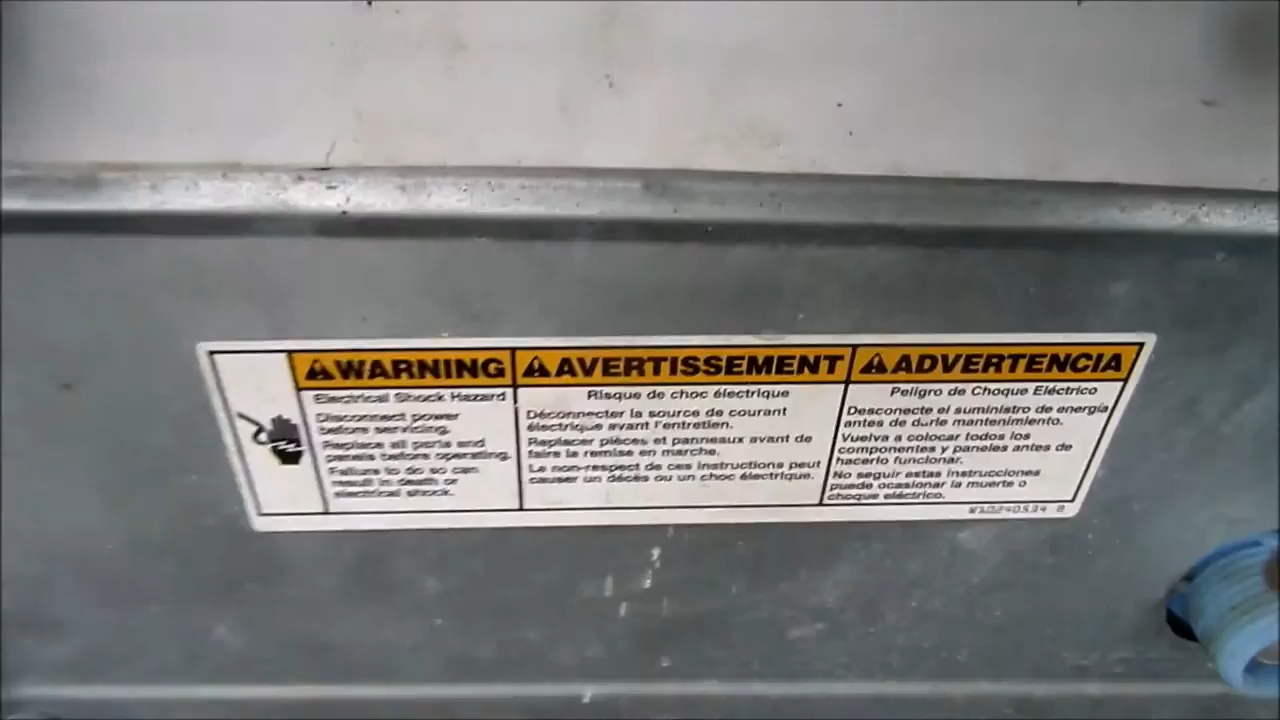 WARNING
Electrical Shock Hazard
Disconnect power
before servicing.
Replace all parts and
panels before operating.
Failure to do so can
result in death or
electrical shock.
AVERTISSEMENT
Risque de choc électrique
Déconnecter la source de courant
électrique avant l'entretien.
Replacer pièces et panneaux avant de
faire la remise en marche.
Le non-respect de ces instructions peut
causer un décès ou un choc électrique.
ADVERTENCIA
Peligro de Choque Eléctrico
Desconecte el suministro de energía
antes de darle mantenimiento.
Vuelva a colocar todos los
componentes y paneles antes de
hacerlo funcionar.
No seguir estas instrucciones
puede ocasionar la muerte o
choque eléctrico.